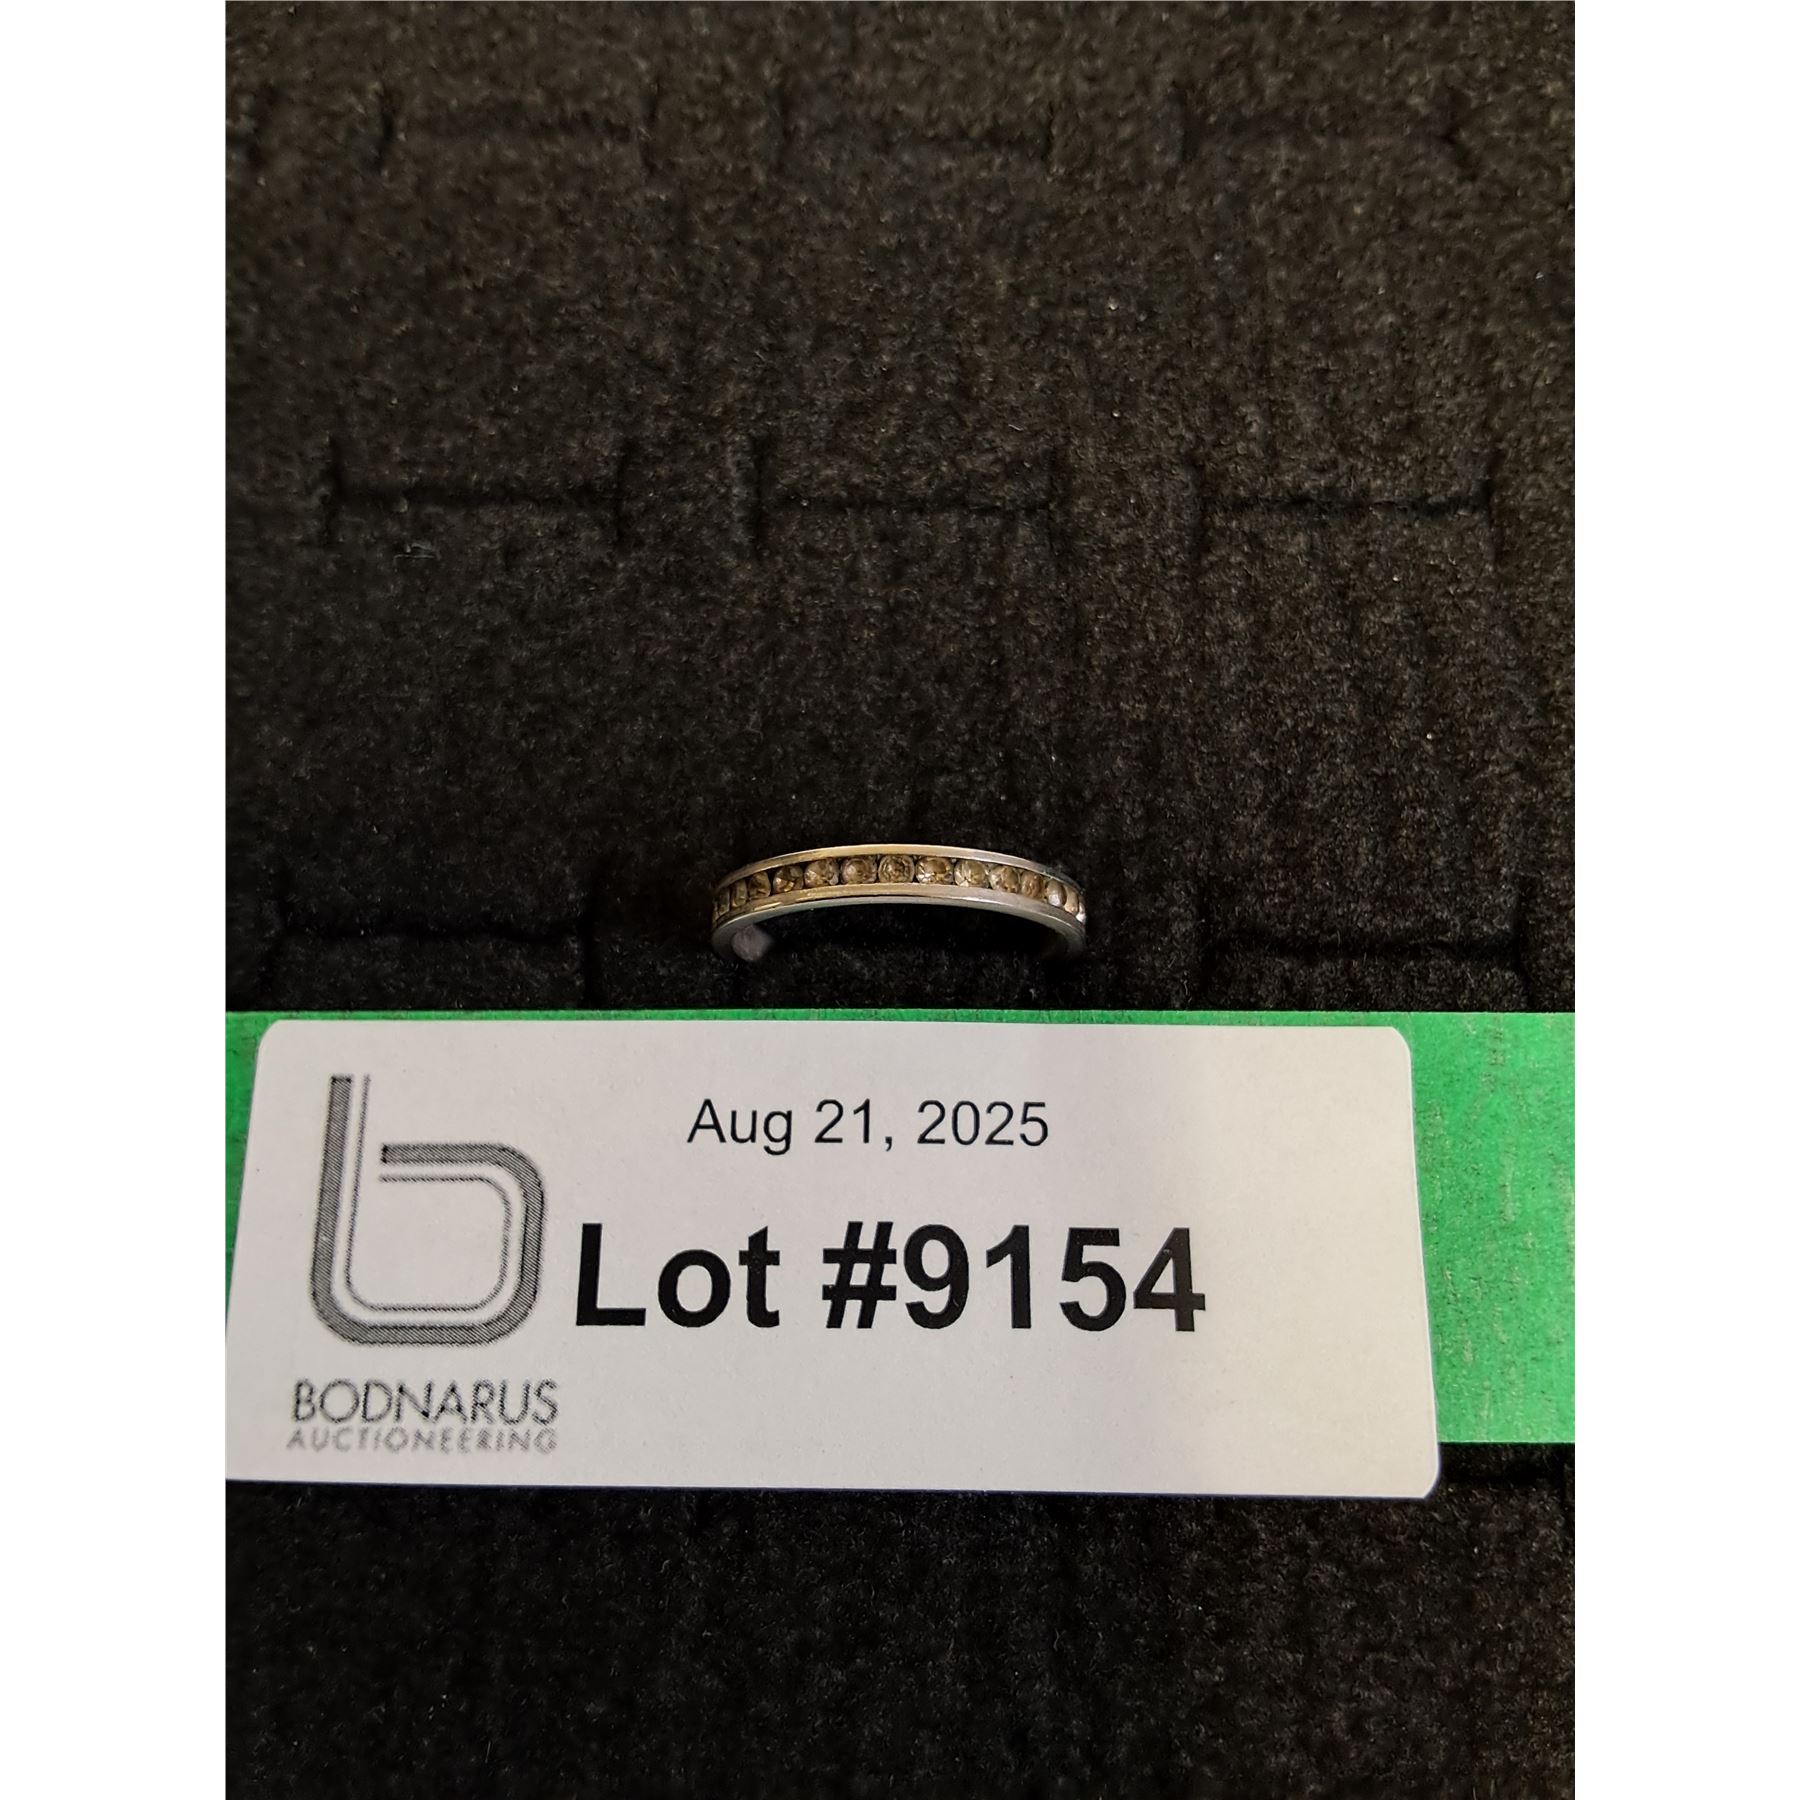 Aug 21, 2025
Lot #9154
BODNARUS
AUCTIONEERING